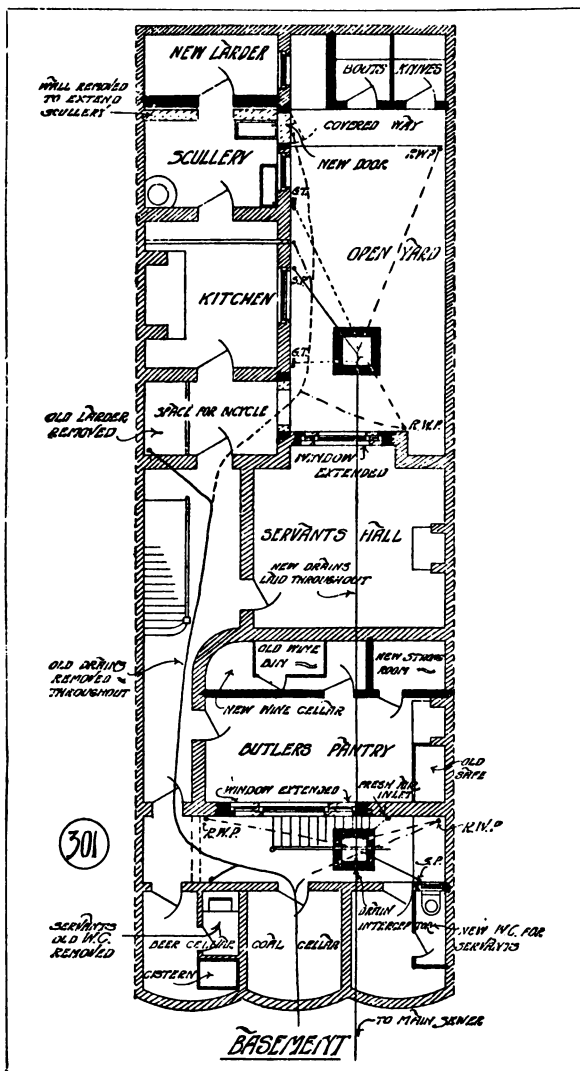 NEW LARDER
WALL REMOVED
TO EXTEND
SCULLERY
BOOTS KNIVES
COVERED WAY
NEW DOOR
R.W.P.
SCULLERY
G.T.
OPEN YARD
KITCHEN
S.P.
G.T.
SPACE FOR BICYCLE
OLD LARDER
REMOVED
R.W.P.
WINDOW
EXTENDED
SERVANTS HALL
NEW DRAINS
LAID THROUGHOUT
OLD DRAINS
REMOVED
THROUGHOUT
OLD WINE
BIN
NEW STRONG
ROOM
NEW WINE CELLAR
BUTLERS PANTRY
OLD
SAFE
WINDOW EXTENDED
FRESH AIR
INLET
301
R.W.P.
R.W.P
S.P.
DRAIN
INTERCEPTOR
SERVANTS
OLD W.C.
REMOVED
BEER CELLAR
COAL CELLAR
NEW W.C. FOR
SERVANTS
CISTERN
TO MAIN SEWER
BASEMENT